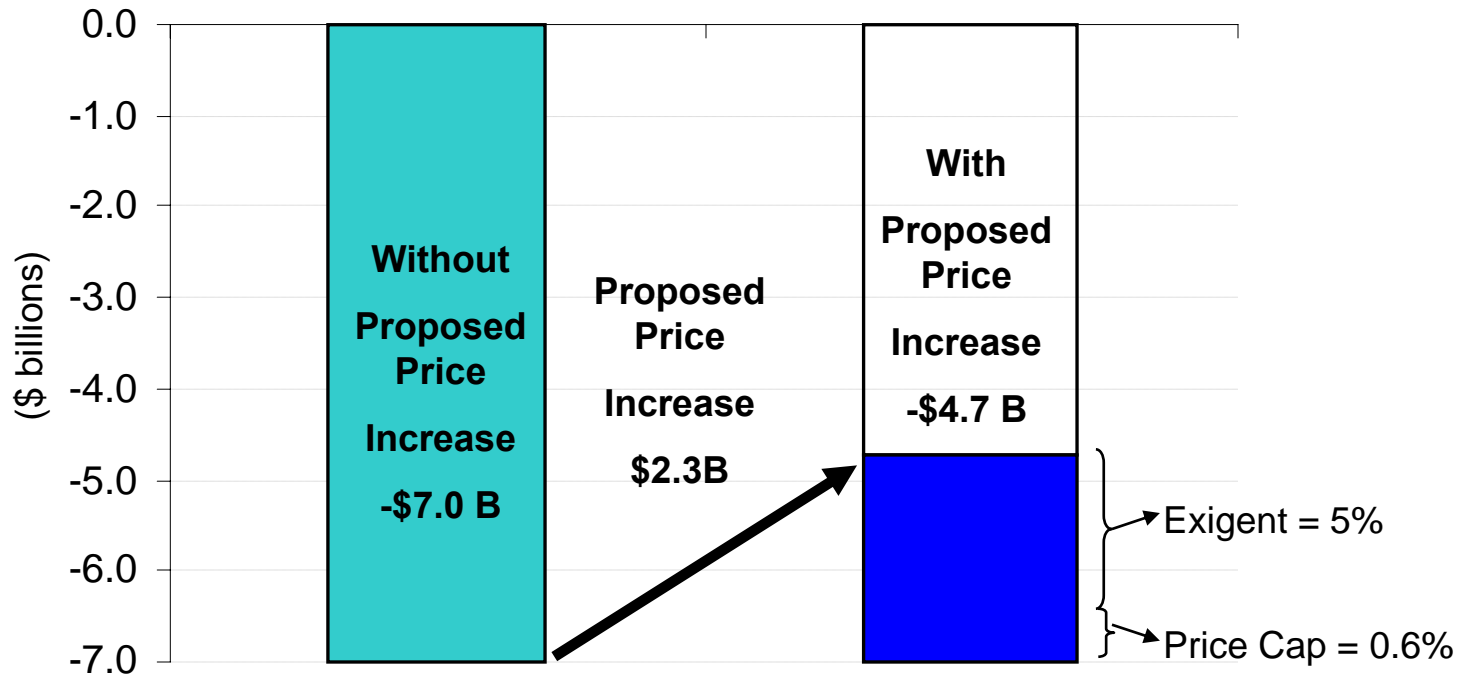 0.0
-1.0
-2.0
-3.0
-4.0
-5.0
-6.0
-7.0
($ billions)
Without
Proposed
Price
Increase
-$7.0 B
Proposed
Price
Increase
$2.3B
With
Proposed
Price
Increase
-$4.7 B
Exigent = 5%
Price Cap = 0.6%